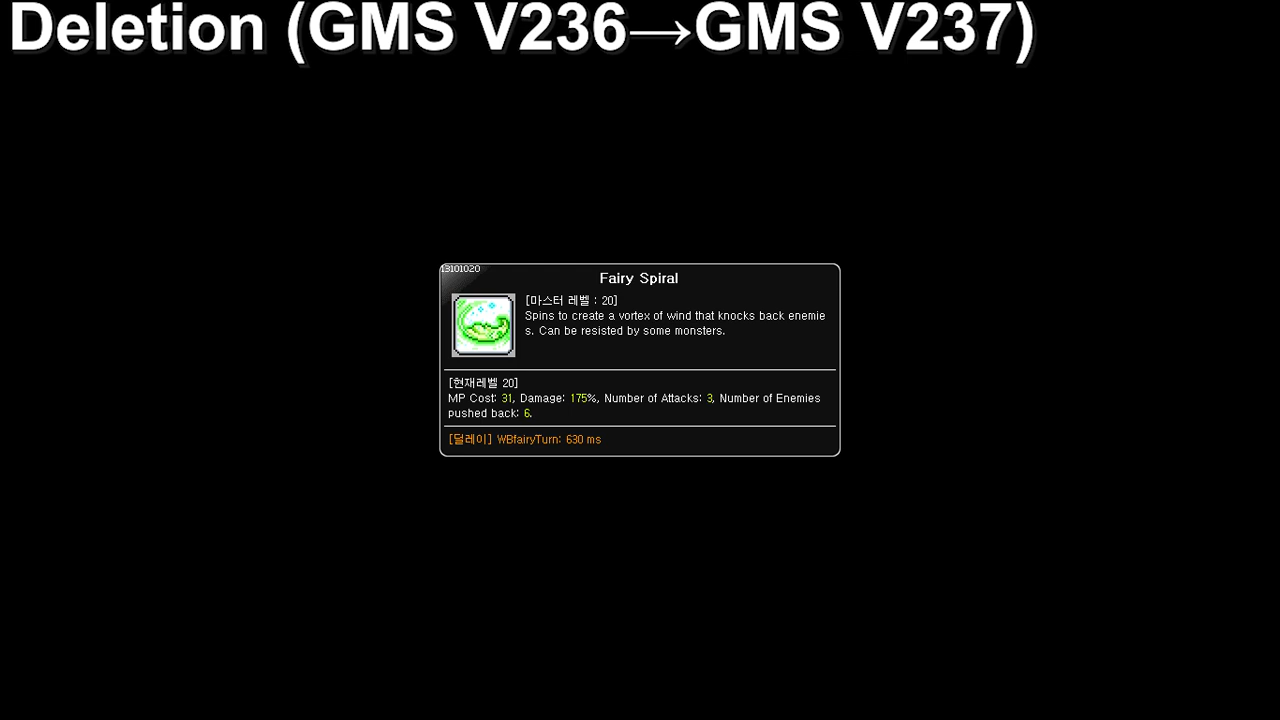 Deletion (GMS V236→GMS V237)
13101020
Fairy Spiral
[마스터 레벨 : 20]
Spins to create a vortex of wind that knocks back enemie
s. Can be resisted by some monsters.
[현재레벨 20]
MP Cost: 31, Damage: 175%, Number of Attacks: 3, Number of Enemies
pushed back: 6.
[딜레이] WBfairyTurn: 630 ms